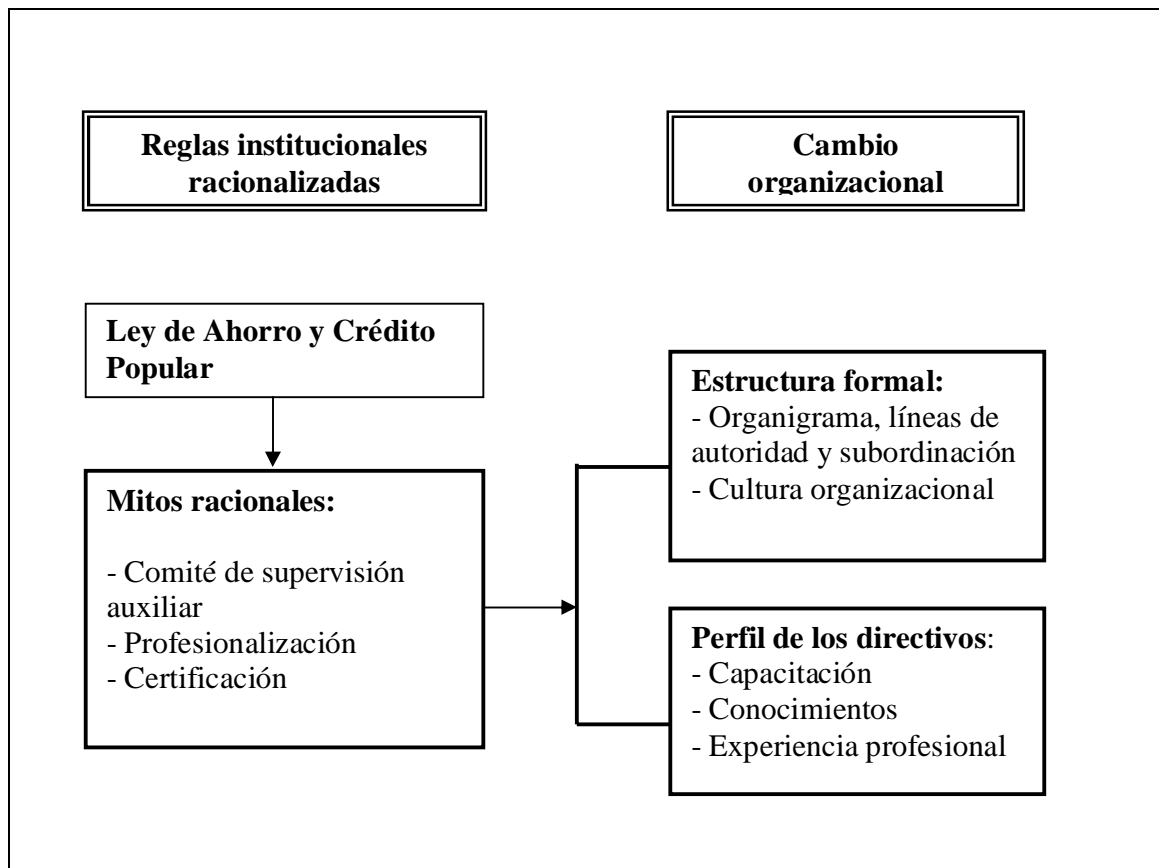 Reglas institucionales
racionalizadas
Cambio
organizacional
Ley de Ahorro y Crédito
Popular
Mitos racionales:
- Comité de supervisión
auxiliar
- Profesionalización
- Certificación
Estructura formal:
- Organigrama, líneas de
autoridad y subordinación
- Cultura organizacional
Perfil de los directivos:
- Capacitación
- Conocimientos
- Experiencia profesional